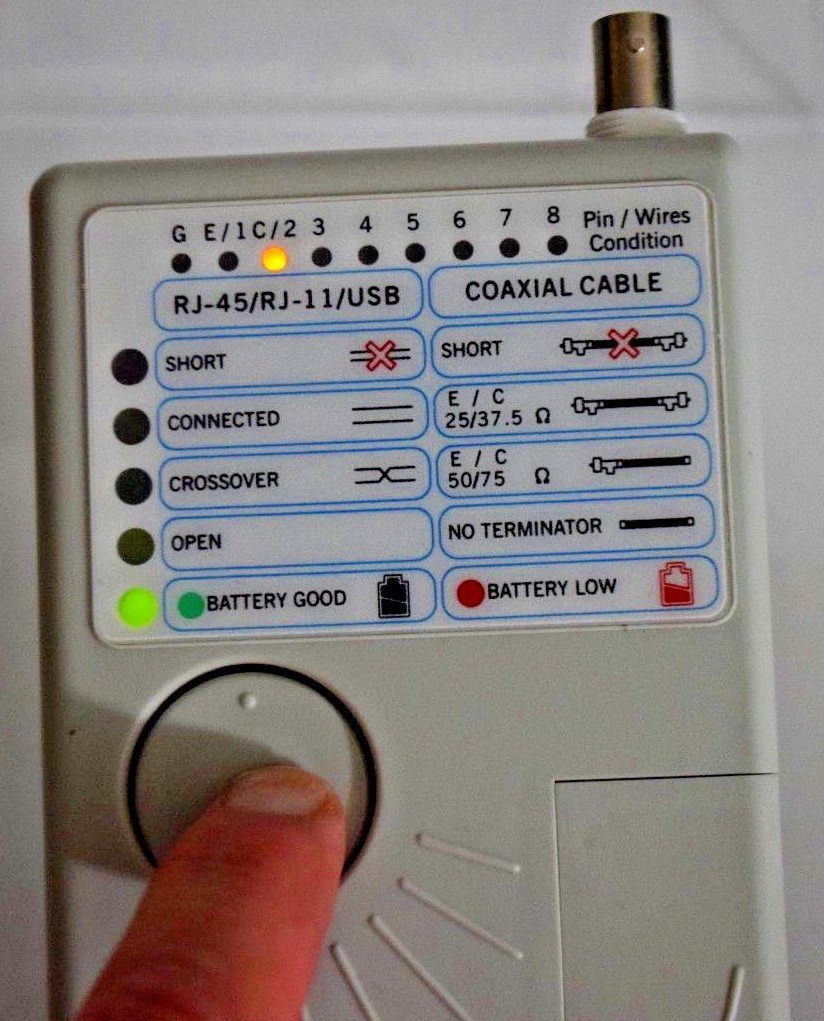 G E/1 C/2 3 4 5 6 7 8 Pin / Wires
Condition
RJ-45/RJ-11/USB
COAXIAL CABLE
SHORT
SHORT
CONNECTED
E / C
25/37.5 Ω
CROSSOVER
E / C
50/75 Ω
OPEN
NO TERMINATOR
BATTERY GOOD
BATTERY LOW